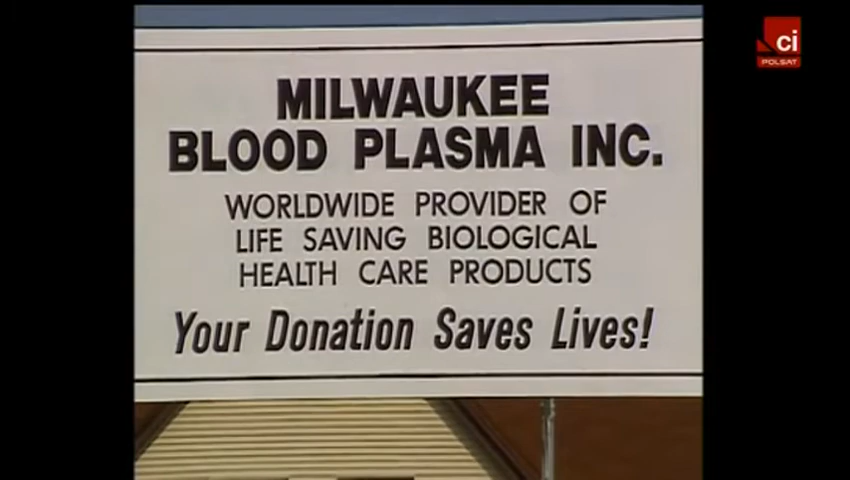 ci
POLSAT
MILWAUKEE
BLOOD PLASMA INC.
WORLDWIDE PROVIDER OF
LIFE SAVING BIOLOGICAL
HEALTH CARE PRODUCTS
Your Donation Saves Lives!